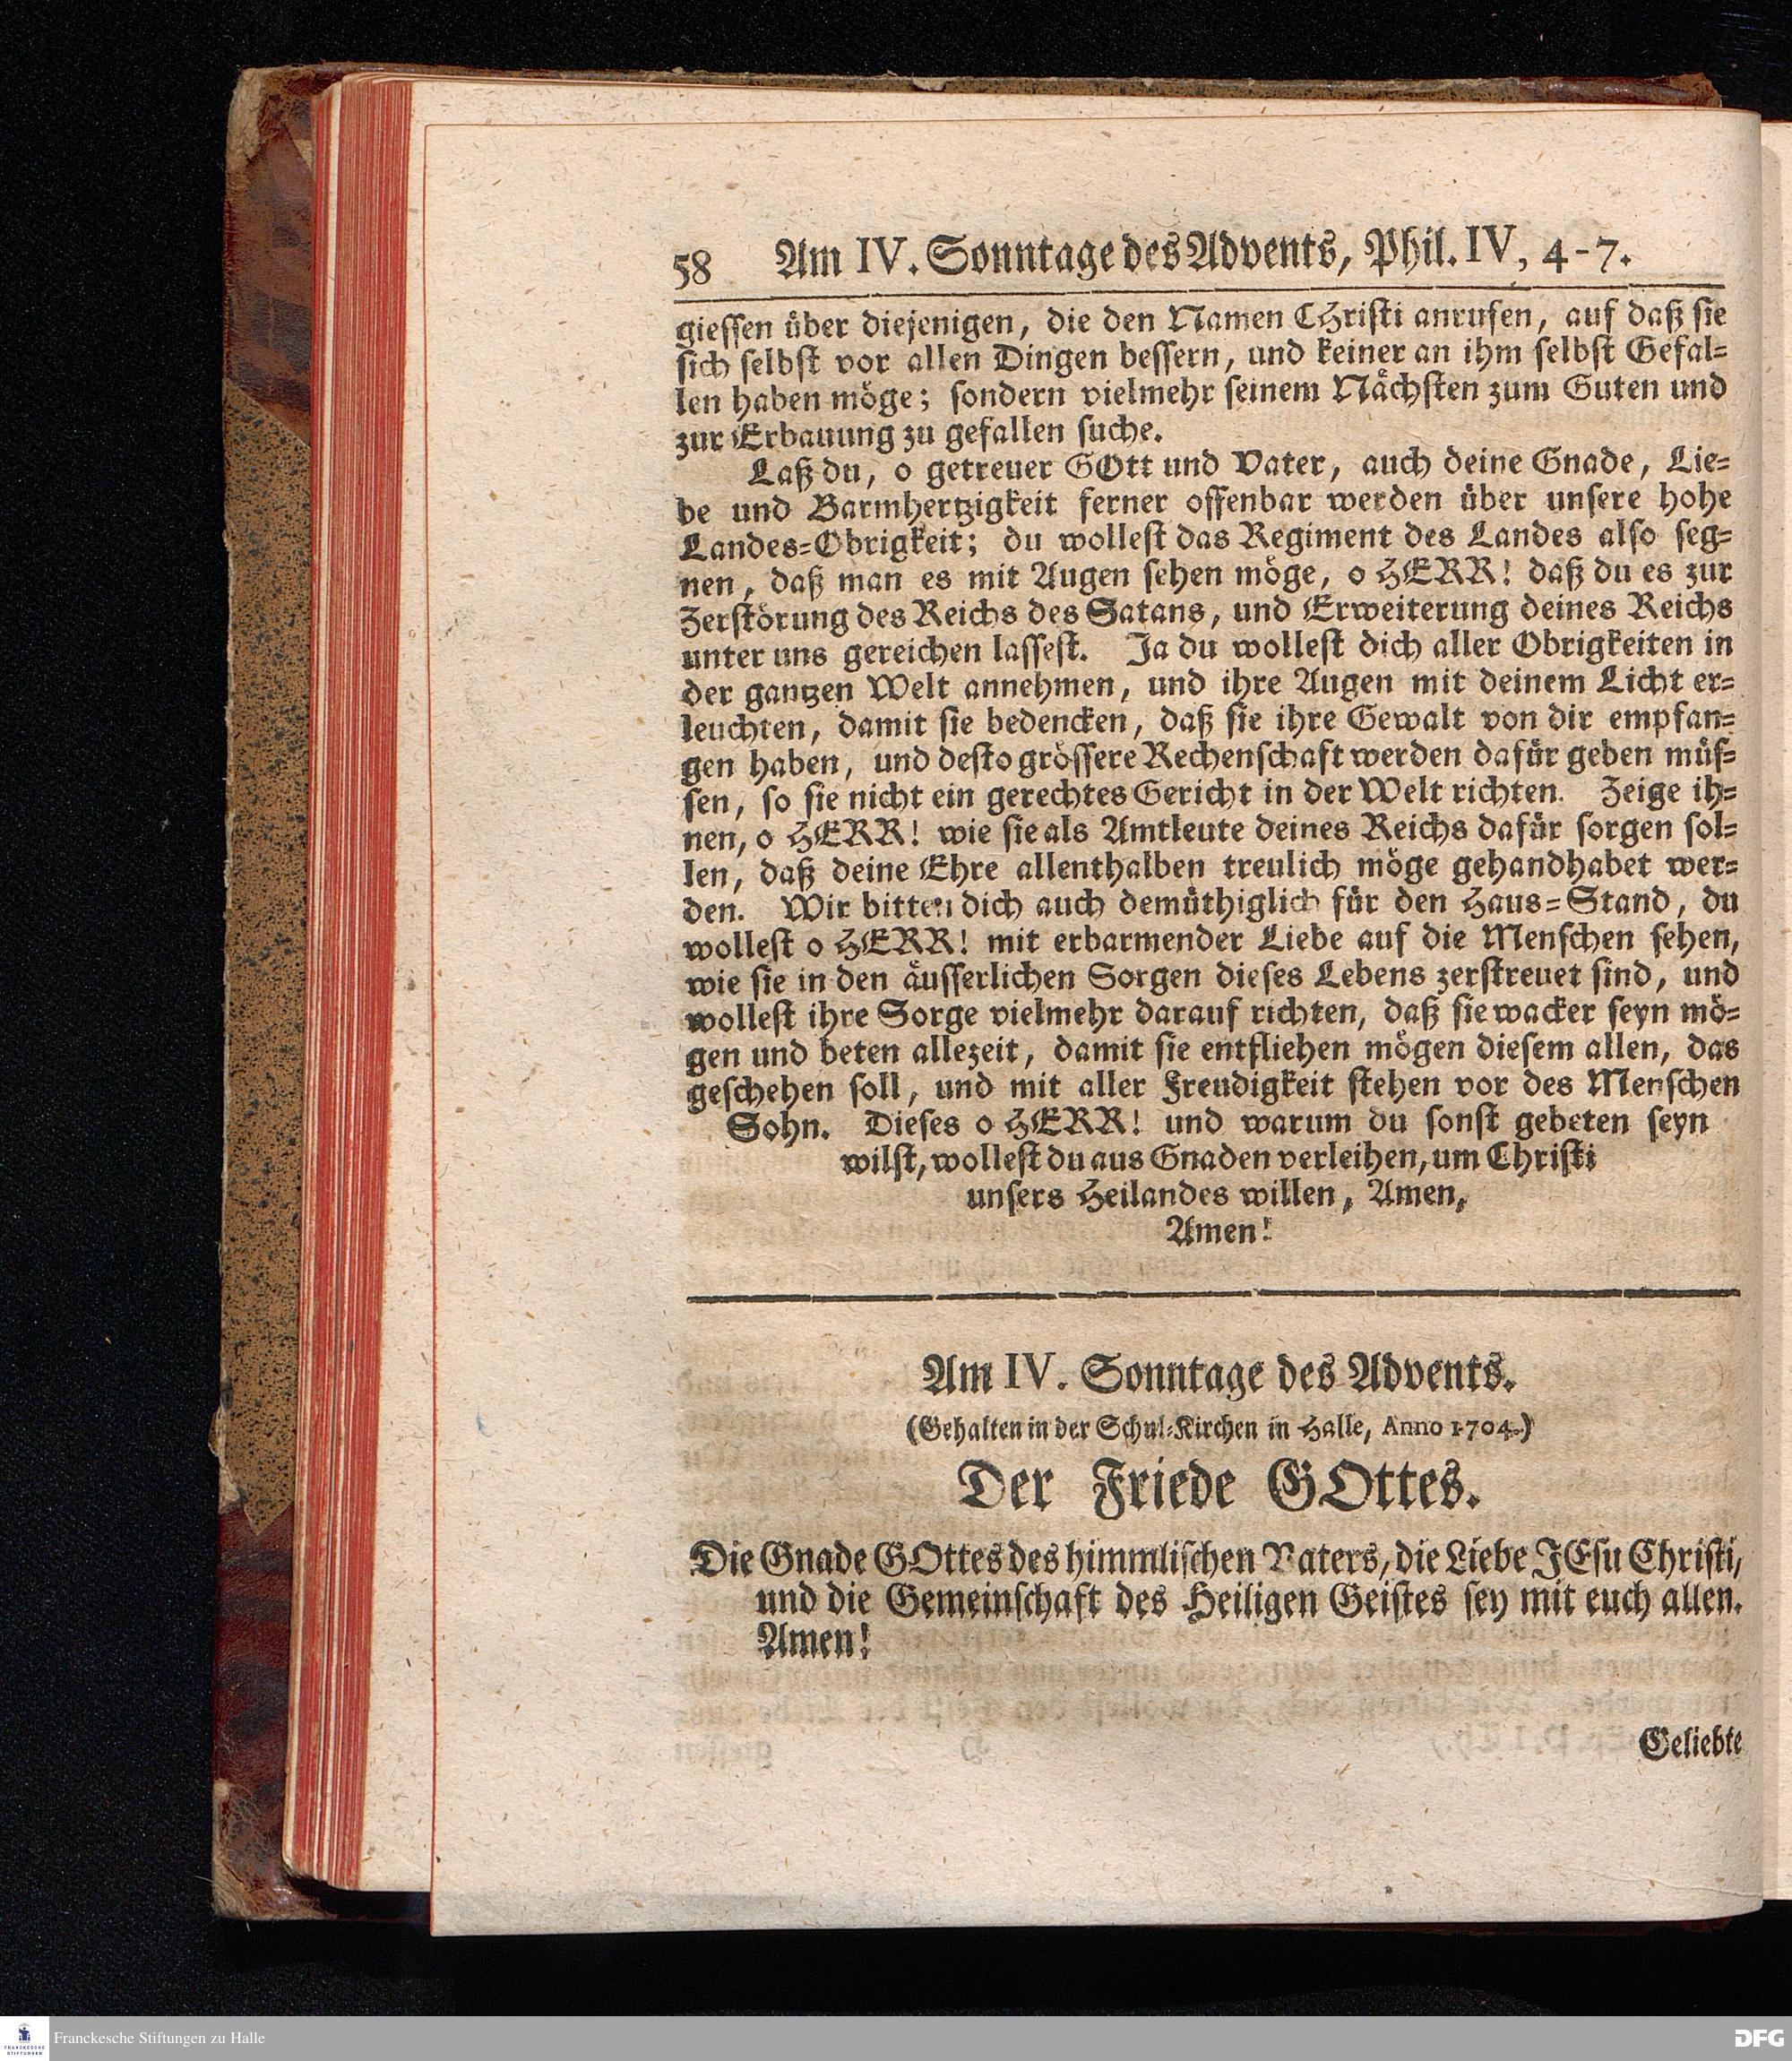 58 Am IV. Sonntage des Advents, Phil. IV, 4-7.
giessen über diejenigen, die den Namen CHristi anrufen, auf daß sie
sich selbst vor allen Dingen bessern, und keiner an ihm selbst Gefal-
len haben möge; sondern vielmehr seinem Nächsten zum Guten und
zur Erbauung zu gefallen suche.
Laß du, o getreuer GOtt und Vater, auch deine Gnade, Lie-
be und Barmhertzigkeit ferner offenbar werden über unsere hohe
Landes-Obrigkeit; du wollest das Regiment des Landes also seg-
nen, daß man es mit Augen sehen möge, o HERR! daß du es zur
Zerstörung des Reichs des Satans, und Erweiterung deines Reichs
unter uns gereichen lassest. Ja du wollest dich aller Obrigkeiten in
der gantzen Welt annehmen, und ihre Augen mit deinem Licht er-
leuchten, damit sie bedencken, daß sie ihre Gewalt von dir empfan-
gen haben, und desto grössere Rechenschaft werden dafür geben müs-
sen, so sie nicht ein gerechtes Gericht in der Welt richten. Zeige ih-
nen, o HERR! wie sie als Amtleute deines Reichs dafür sorgen sol-
len, daß deine Ehre allenthalben treulich möge gehandhabet wer-
den. Wir bitten dich auch demüthiglich für den Haus-Stand, du
wollest o HERR! mit erbarmender Liebe auf die Menschen sehen,
wie sie in den äusserlichen Sorgen dieses Lebens zerstreuet sind, und
wollest ihre Sorge vielmehr darauf richten, daß sie wacker seyn mö-
gen und beten allezeit, damit sie entfliehen mögen diesem allen, das
geschehen soll, und mit aller Freudigkeit stehen vor des Menschen
Sohn. Dieses o HERR! und warum du sonst gebeten seyn
wilst, wollest du aus Gnaden verleihen, um Christi
unsers Heilandes willen, Amen,
Amen!
Am IV. Sonntage des Advents.
(Gehalten in der Schul-Kirchen in Halle, Anno 1704.)
Der Friede GOttes.
Die Gnade GOttes des himmlischen Vaters, die Liebe JEsu Christi,
und die Gemeinschaft des Heiligen Geistes sey mit euch allen.
Amen!
Geliebte
Franckesche Stiftungen zu Halle
DFG